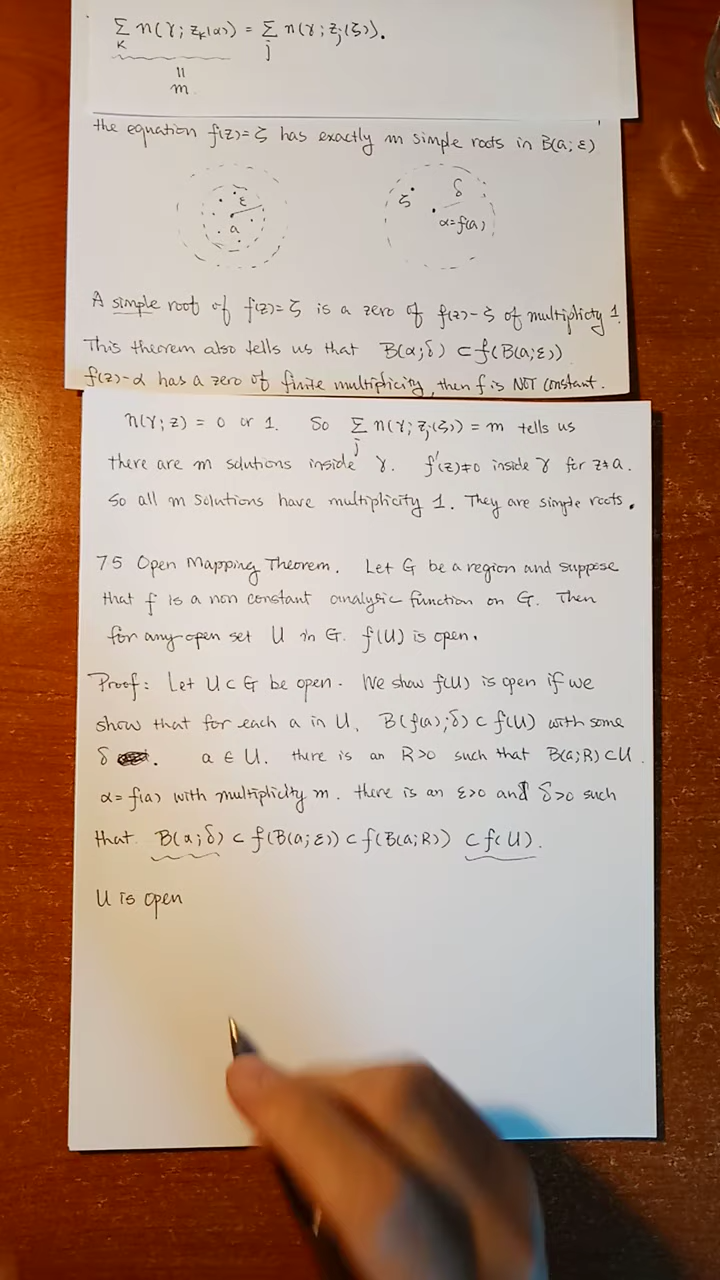 ∑ n(γ; z_k(α)) = ∑ n(γ; z_j(ζ)).
k j
||
m.
the equation f(z)=ζ has exactly m simple roots in B(a; ε)
ε
a
ζ
δ
α=f(a)
A simple root of f(z)=ζ is a zero of f(z)-ζ of multiplicty 1.
This theorem also tells us that B(α;δ) ⊂ f(B(a;ε))
f(z)-α has a zero of finite multiplicity, then f is NOT constant.
n(γ; z) = 0 or 1. So ∑ n(γ; z_j(ζ)) = m tells us
j
there are m solutions inside γ. f'(z)≠0 inside γ for z≠a.
So all m solutions have multiplicity 1. They are simple roots.
7.5 Open Mapping Theorem. Let G be a region and suppose
that f is a non constant analytic function on G. Then
for any open set U in G. f(U) is open.
Proof: Let U⊂G be open. We show f(U) is open if we
show that for each a in U, B(f(a);δ) ⊂ f(U) with some
δ . a ∈ U. there is an R>0 such that B(a;R)⊂U.
α=f(a) with multiplicity m. there is an ε>0 and δ>0 such
that B(α;δ) ⊂ f(B(a;ε)) ⊂ f(B(a;R)) ⊂ f(U).
U is open